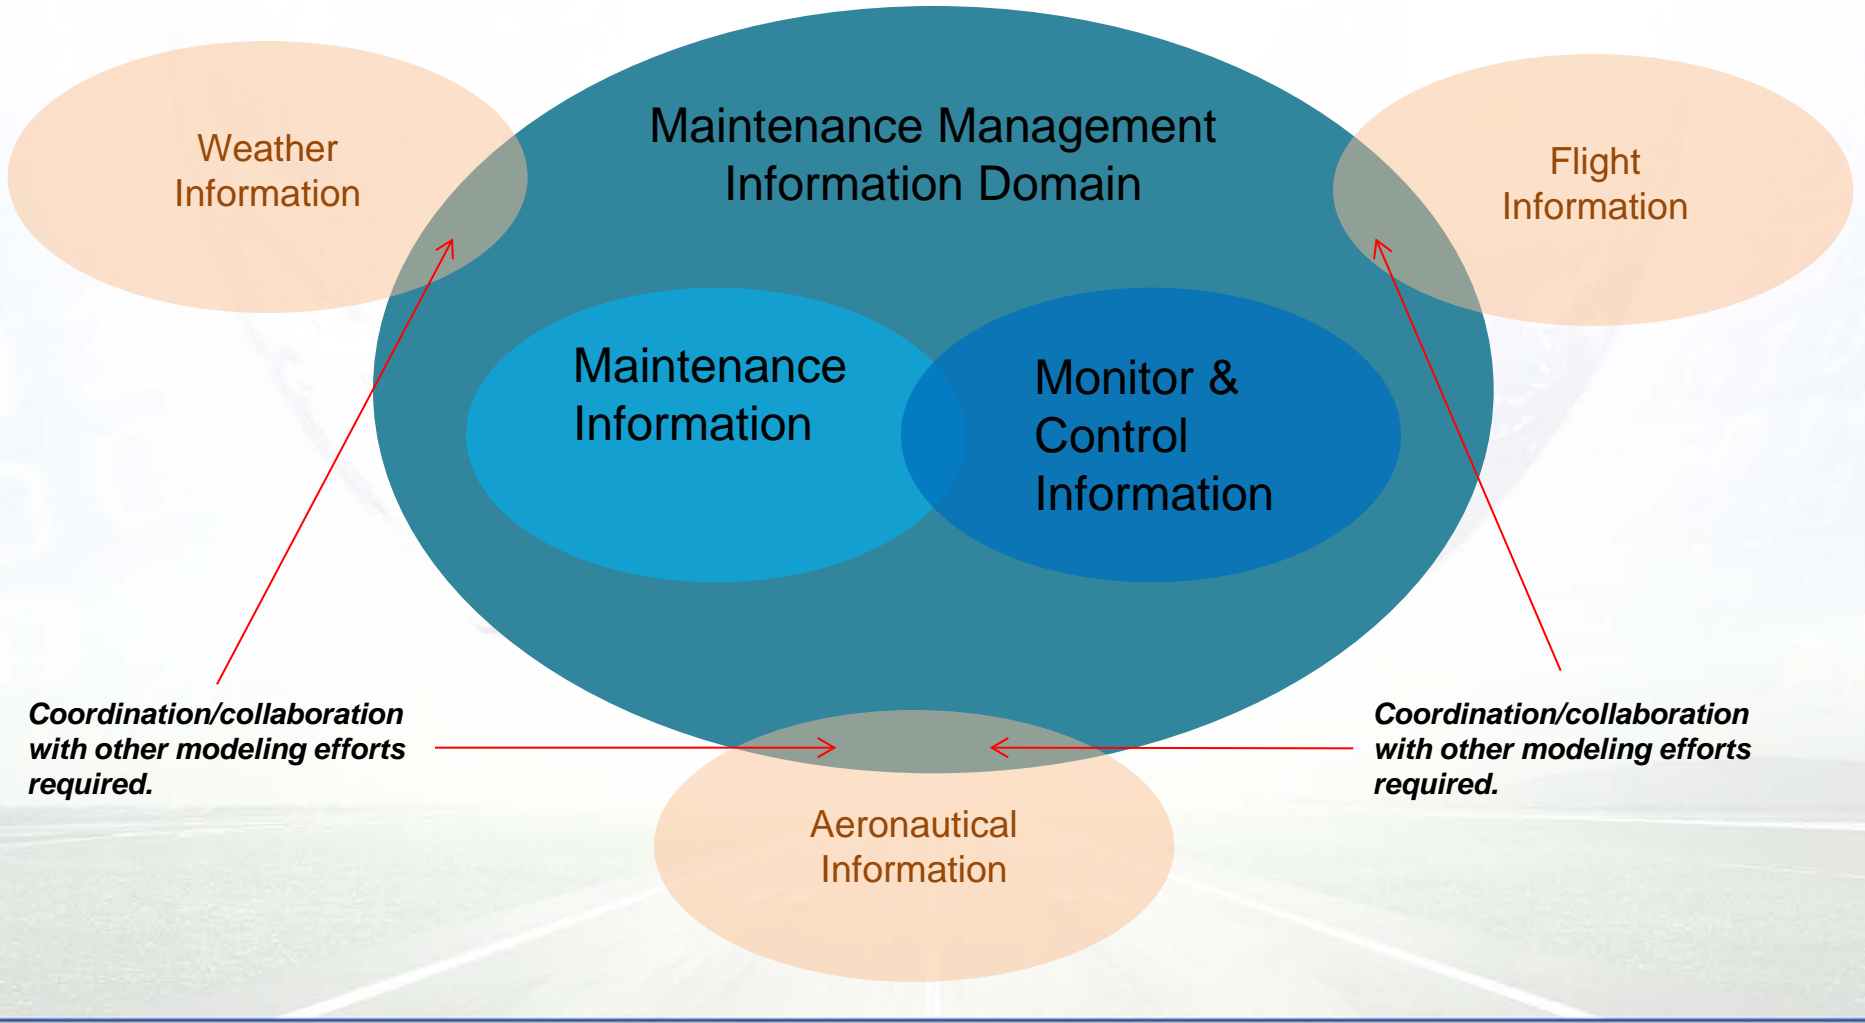 Maintenance Management
Information Domain
Weather
Information
Flight
Information
Maintenance
Information
Monitor &
Control
Information
Coordination/collaboration
with other modeling efforts
required.
Coordination/collaboration
with other modeling efforts
required.
Aeronautical
Information